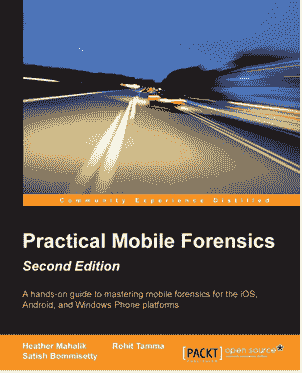 Community Experience Distilled
Practical Mobile Forensics
Second Edition
A hands-on guide to mastering mobile forensics for the iOS,
Android, and Windows Phone platforms
Heather Mahalik Rohit Tamma
Satish Bommisetty
[PACKT] open source*
PUBLISHING